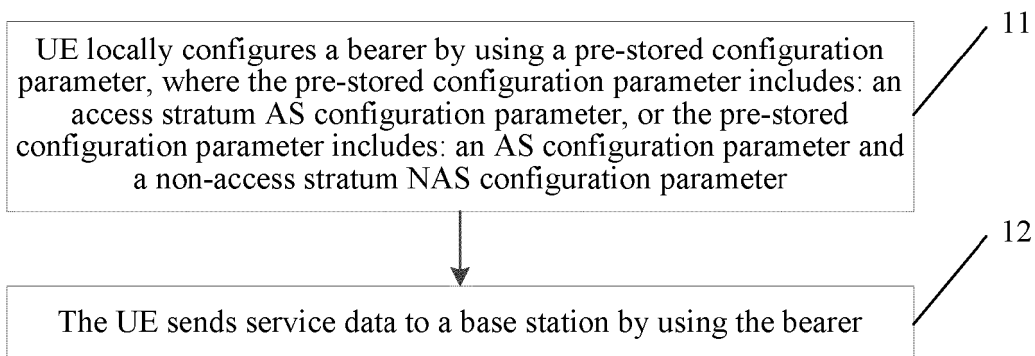 11
UE locally configures a bearer by using a pre-stored configuration
parameter, where the pre-stored configuration parameter includes: an
access stratum AS configuration parameter, or the pre-stored
configuration parameter includes: an AS configuration parameter and
a non-access stratum NAS configuration parameter
12
The UE sends service data to a base station by using the bearer